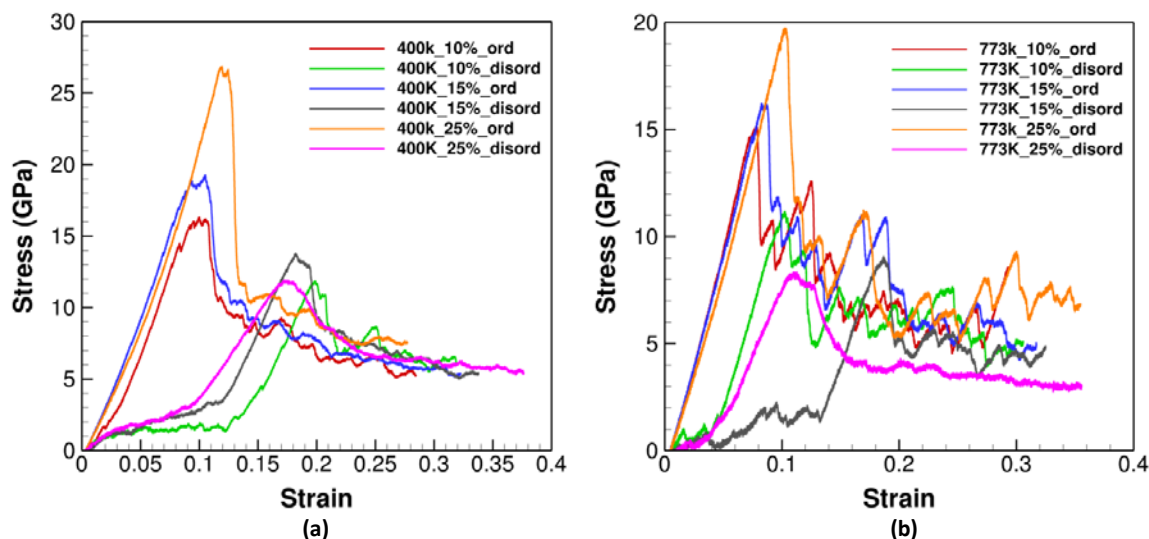 30
25
20
15
10
5
0
0
0.05
0.1
0.15
0.2
0.25
0.3
0.35
0.4
Stress (GPa)
Strain
400k_10%_ord
400K_10%_disord
400K_15%_ord
400K_15%_disord
400k_25%_ord
400K_25%_disord
(a)
20
15
10
5
0
0
0.1
0.2
0.3
0.4
Stress (GPa)
Strain
773k_10%_ord
773K_10%_disord
773K_15%_ord
773K_15%_disord
773k_25%_ord
773K_25%_disord
(b)